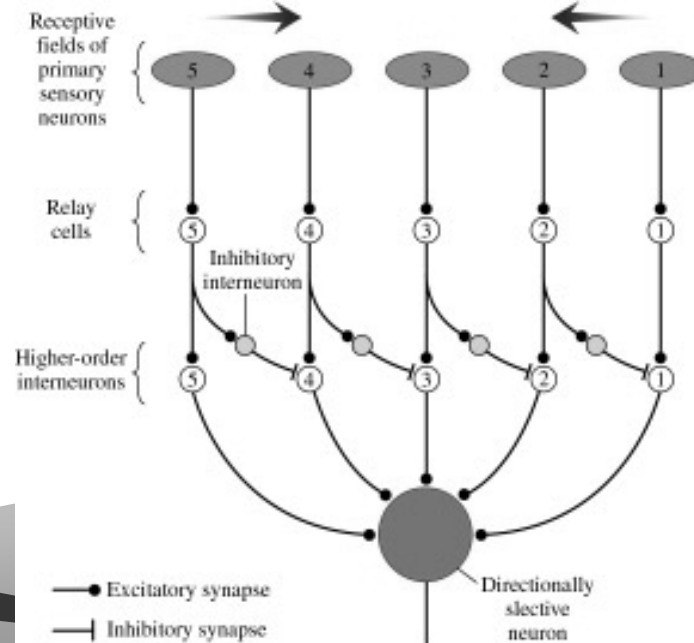 Receptive
fields of
primary
sensory
neurons
5 4 3 2 1
Relay
cells
5 4 3 2 1
Inhibitory
interneuron
Higher-order
interneurons
5 4 3 2 1
Excitatory synapse
Inhibitory synapse
Directionally
slective
neuron